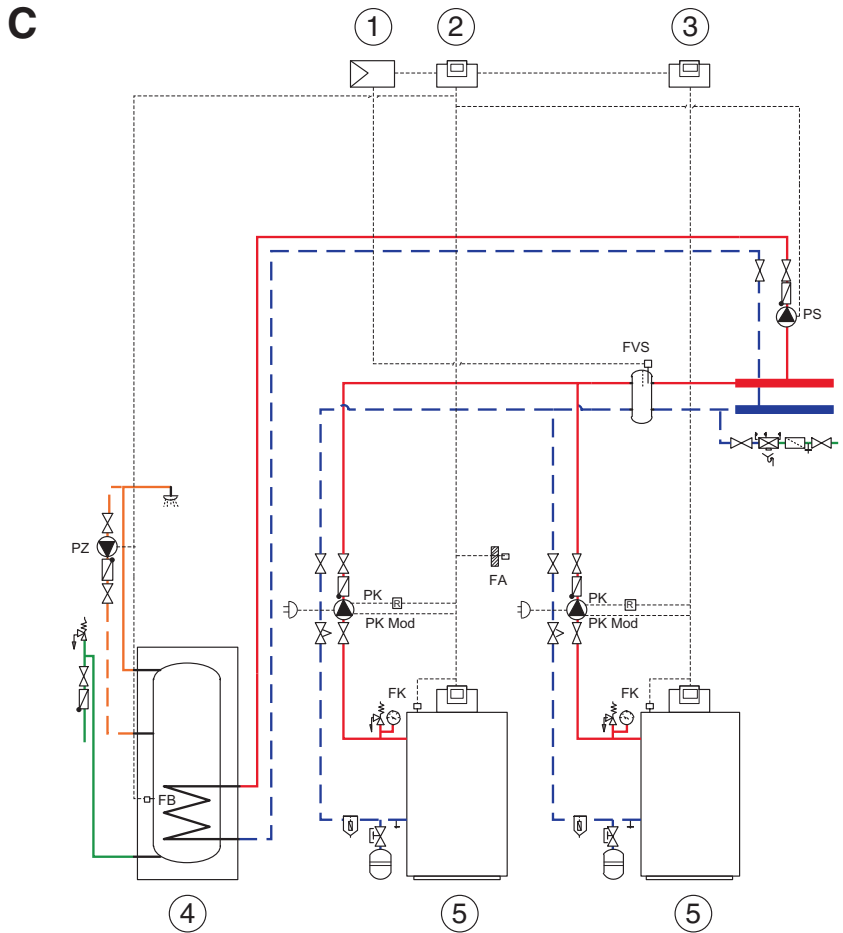 C
1 2 3
PS
FVS
PZ
FA
PK R PK R
PK Mod PK Mod
FK FK
FB
4 5 5